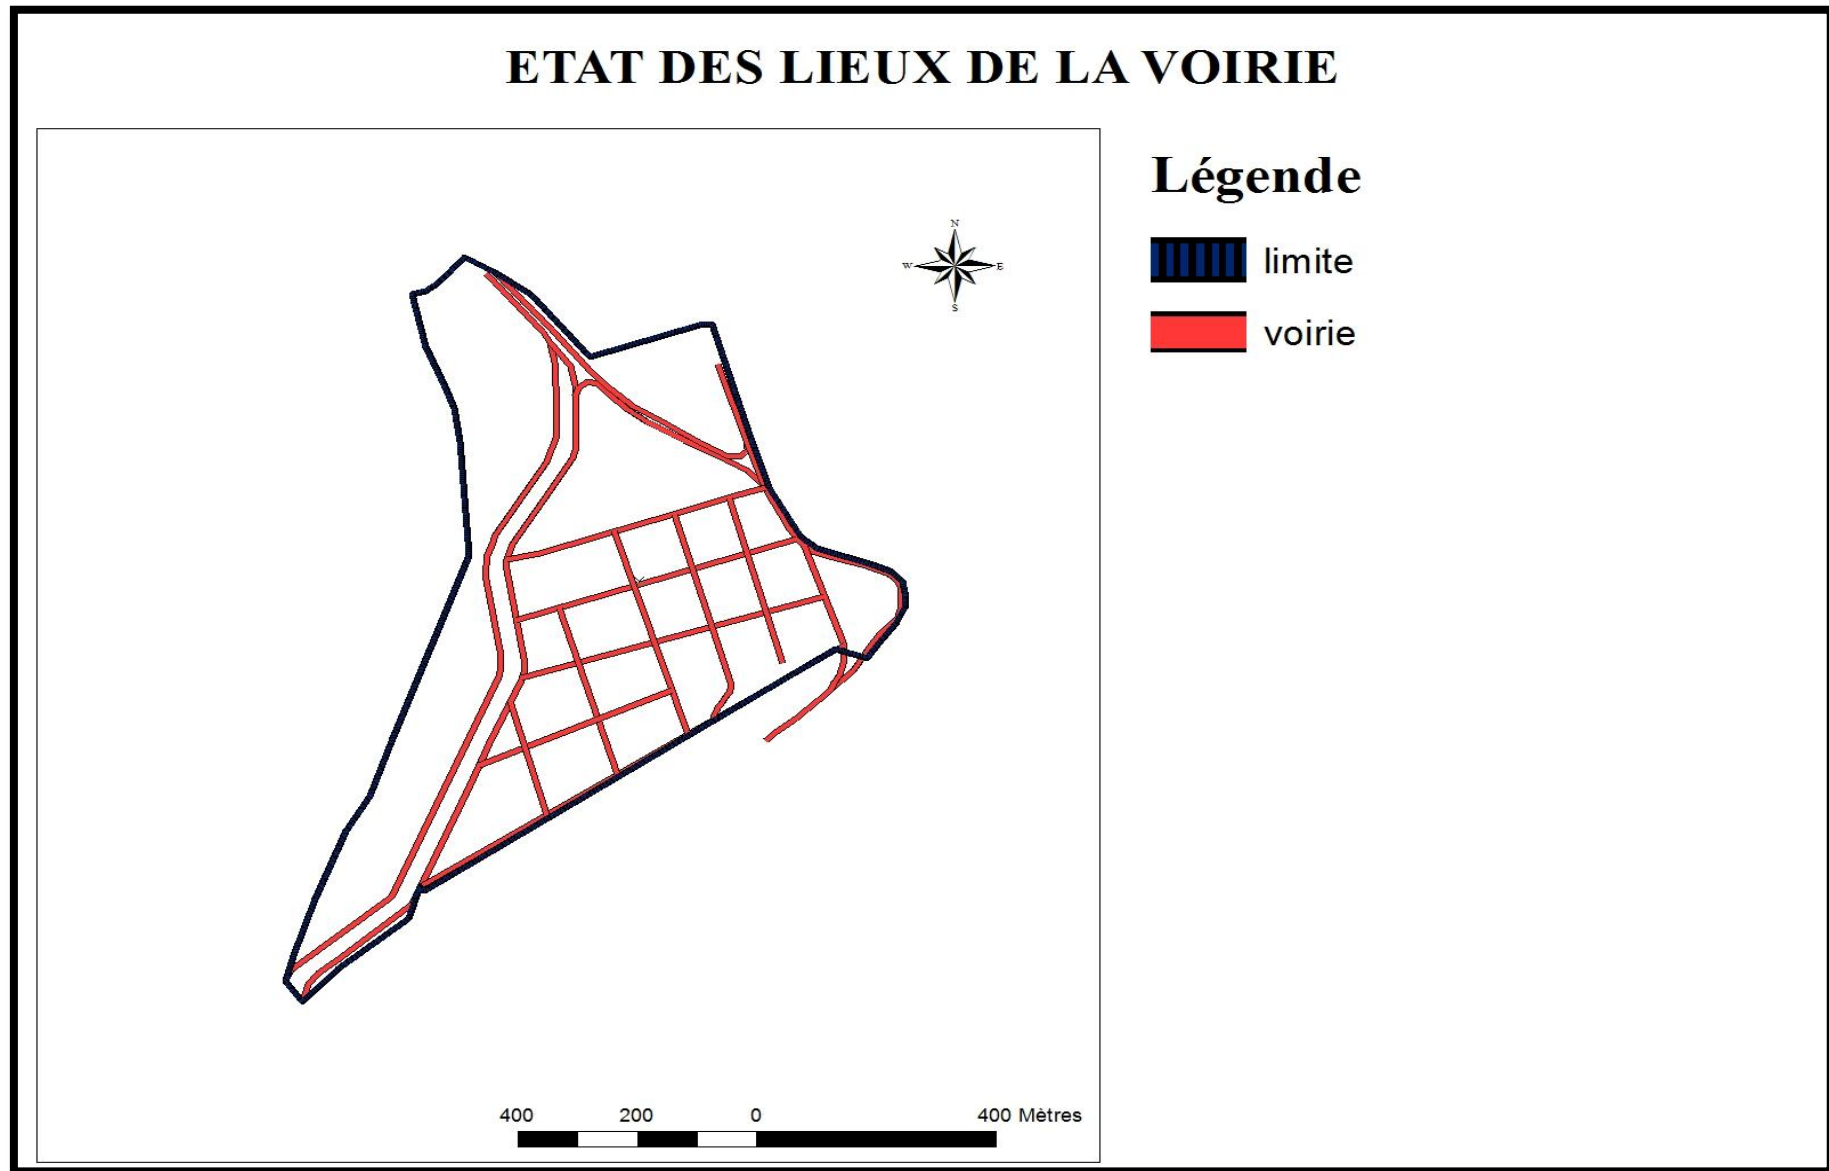 ETAT DES LIEUX DE LA VOIRIE
Légende
limite
voirie
N
W E
S
400 200 0 400 Mètres